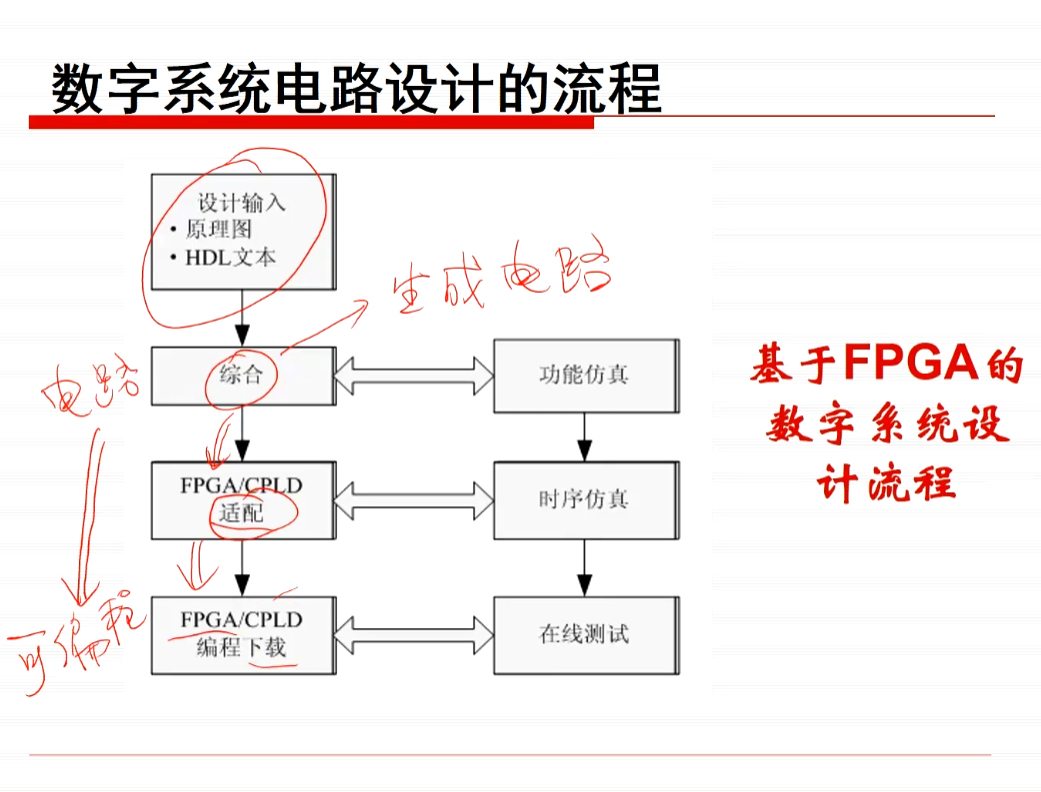 数字系统电路设计的流程
设计输入
• 原理图
• HDL文本
生成电路
综合
功能仿真
电路
FPGA/CPLD
适配
时序仿真
FPGA/CPLD
编程下载
在线测试
可编程
基于FPGA的
数字系统设
计流程